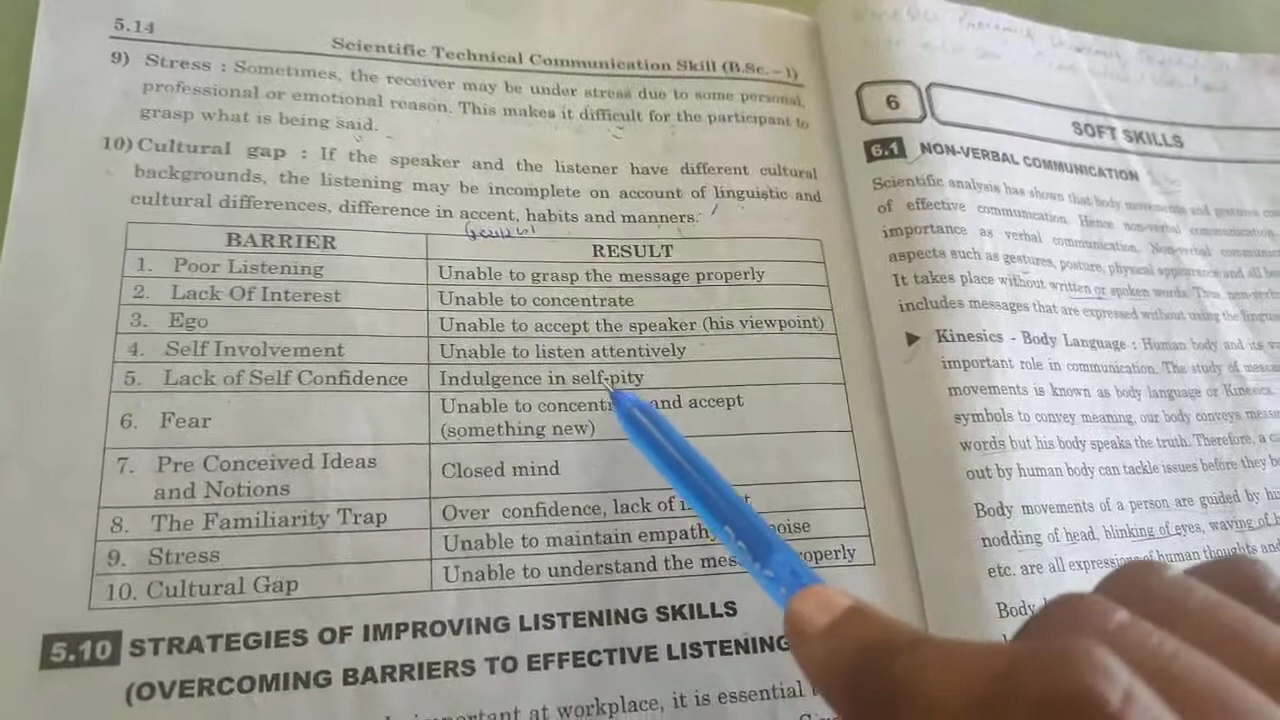 5.14
Scientific Technical Communication Skill (B.Sc. – 1)
9) Stress : Sometimes, the receiver may be under stress due to some personal,
professional or emotional reason. This makes it difficult for the participant to
grasp what is being said.
10) Cultural gap : If the speaker and the listener have different cultural
backgrounds, the listening may be incomplete on account of linguistic and
cultural differences, difference in accent, habits and manners.
BARRIER RESULT
1. Poor Listening Unable to grasp the message properly
2. Lack Of Interest Unable to concentrate
3. Ego Unable to accept the speaker (his viewpoint)
4. Self Involvement Unable to listen attentively
5. Lack of Self Confidence Indulgence in self-pity
6. Fear Unable to and accept
(something new)
7. Pre Conceived Ideas Closed mind
and Notions
8. The Familiarity Trap Over confidence, lack of
9. Stress Unable to maintain empathy
10. Cultural Gap Unable to understand the
5.10 STRATEGIES OF IMPROVING LISTENING SKILLS
(OVERCOMING BARRIERS TO EFFECTIVE LISTENING
at workplace, it is essential
6
SOFT SKILLS
6.1 NON-VERBAL COMMUNICATION
Scientific analysis has shown that body movements and gestures
of effective communication. Hence non-verbal
importance as verbal communication. Non-verbal
aspects such as gestures, posture, physical appearance and
It takes place without written or spoken words. Thus,
includes messages that are expressed without using the
▶ Kinesics - Body Language : Human body and its
important role in communication. The study of
movements is known as body language or Kinesics.
symbols to convey meaning, our body conveys
words but his body speaks the truth. Therefore, a
out by human body can tackle issues before they
Body movements of a person are guided by
nodding of head, blinking of eyes, waving of
etc. are all expressions of human thoughts and
Body